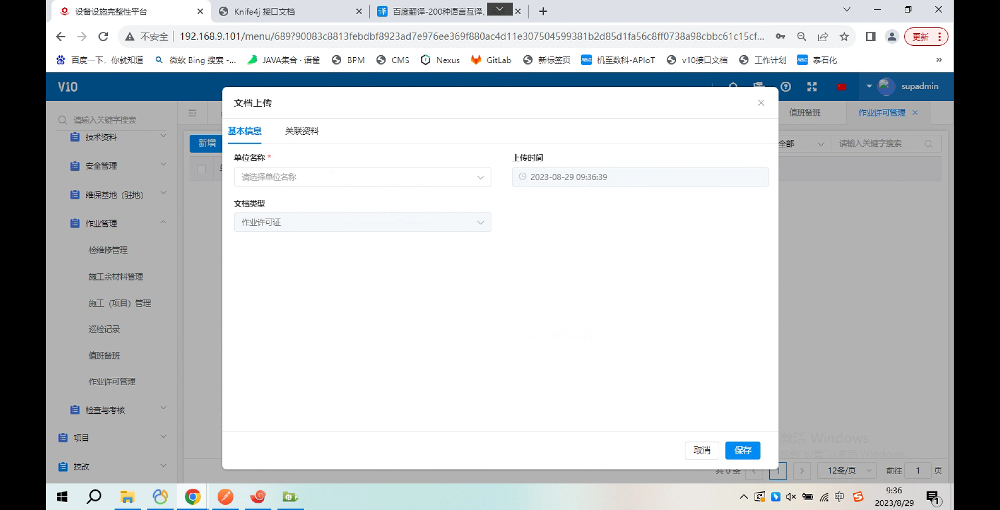 设备设施完整性平台
Knife4j 接口文档
译 百度翻译-200种语言互译、
不安全
192.168.9.101/menu/689?90083c8813febdbf8923ad7e976ee369f880ac4d11e307504599381b2d85d1fa56c8ff0738a98cbbc61c15cf...
更新
百度一下，你就知道
微软 Bing 搜索 -...
JAVA集合 · 语雀
BPM
CMS
Nexus
GitLab
新标签页
机至数科-APIoT
v10接口文档
工作计划
泰石化
»
V10
supadmin
文档上传
请输入关键字搜索
值班备班
作业许可管理
基本信息
关联资料
技术资料
新增
全部
请输入关键字搜索
单位名称 *
上传时间
安全管理
请选择单位名称
2023-08-29 09:36:39
维保基地（驻地）
文档类型
作业许可证
作业管理
检维修管理
施工余材料管理
施工（项目）管理
巡检记录
值班备班
作业许可管理
检查与考核
项目
激活 Windows
转到"设置"以激活 Windows。
取消
保存
技改
共 0 条
1
12条/页
前往
1
页
中
9:36
2023/8/29
1